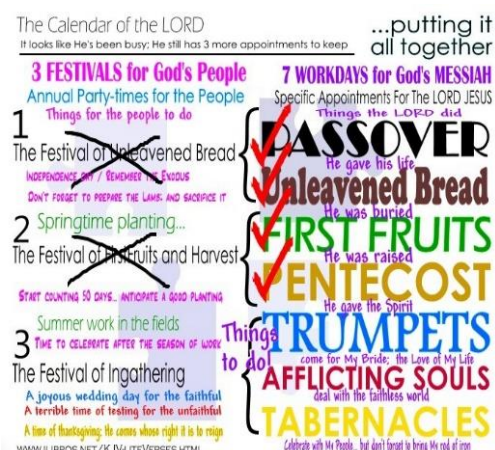 The Calendar of the LORD
It looks like He's been busy; He still has 3 more appointments to keep
...putting it
all together
3 FESTIVALS for God's People
Annual Party-times for the People
Things for the people to do
1
The Festival of Unleavened Bread
INDEPENDENCE DAY / REMEMBER THE EXODUS
DON'T FORGET TO PREPARE THE LAMB; AND SACRIFICE IT
2 Springtime planting...
The Festival of FirstFruits and Harvest
START COUNTING 50 DAYS... ANTICIPATE A GOOD PLANTING
Summer work in the fields
3 TIME TO CELEBRATE AFTER THE SEASON OF WORK
The Festival of Ingathering
A joyous wedding day for the faithful
A terrible time of testing for the unfaithful
A time of thanksgiving; He comes whose right it is to reign
WWW.LIBROS.NET/KJV-LITEVERSES.HTML
7 WORKDAYS for God's MESSIAH
Specific Appointments For The LORD JESUS
Things the LORD did
PASSOVER
He gave his life
Unleavened Bread
He was buried
FIRST FRUITS
He was raised
PENTECOST
He gave the Spirit
Things
to do!
TRUMPETS
come for My Bride; the Love of My Life
AFFLICTING SOULS
deal with the faithless world
TABERNACLES
Celebrate with My People... but don't forget to bring My rod of iron